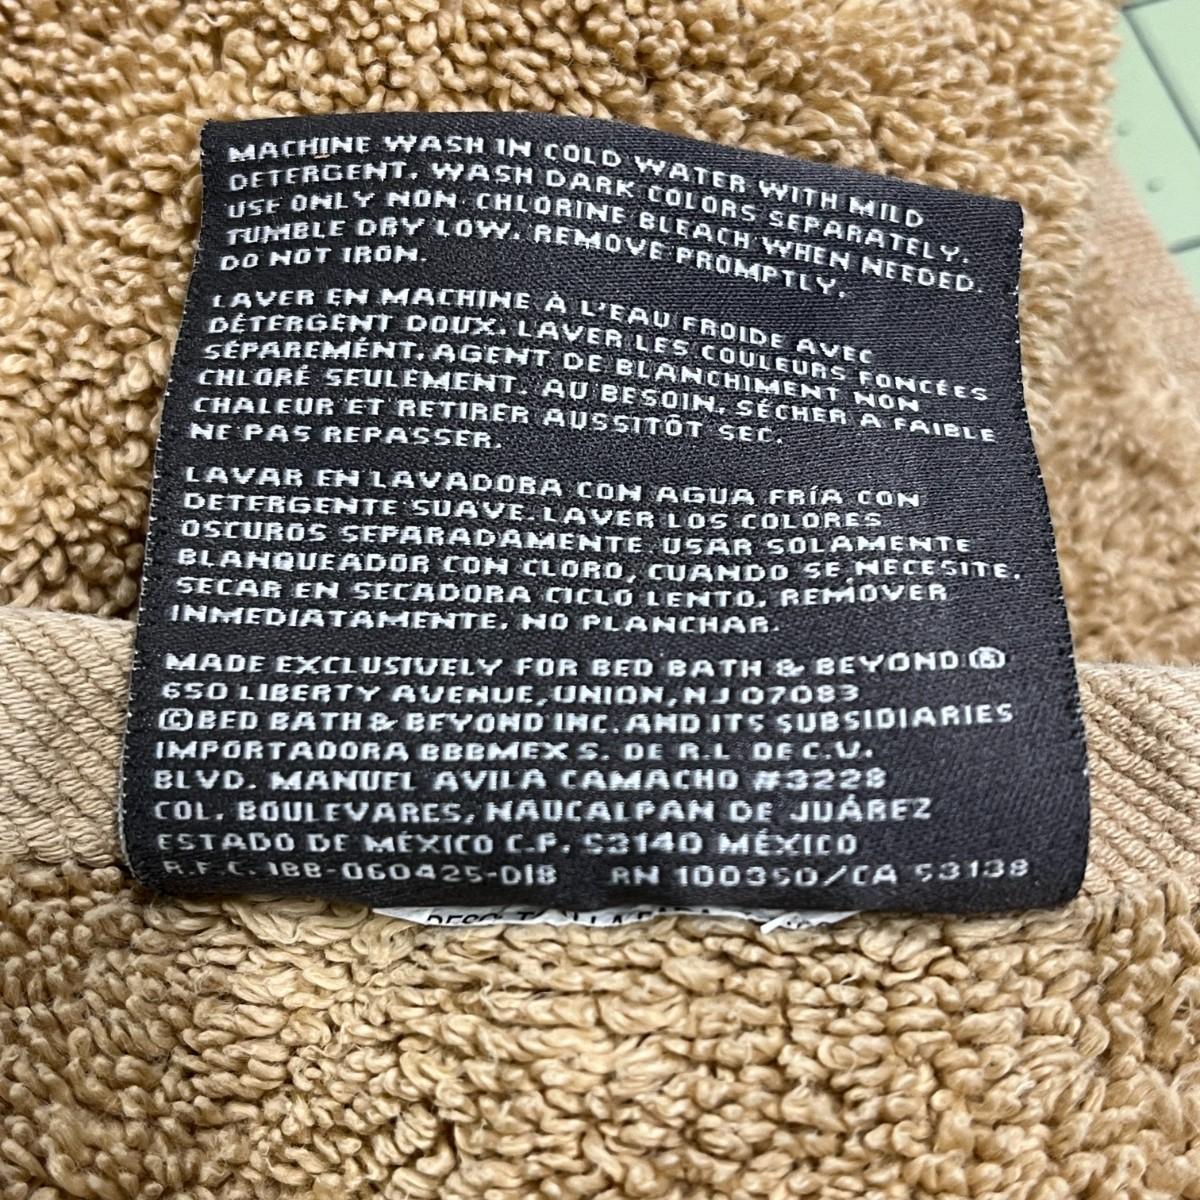 MACHINE WASH IN COLD WATER WITH MILD
DETERGENT. WASH DARK COLORS SEPARATELY.
USE ONLY NON-CHLORINE BLEACH WHEN NEEDED.
TUMBLE DRY LOW. REMOVE PROMPTLY.
DO NOT IRON.
LAVER EN MACHINE À L'EAU FROIDE AVEC
DÉTERGENT DOUX. LAVER LES COULEURS FONCÉES
SÉPARÉMÉNT. AGENT DE BLANCHIMENT NON
CHLORÉ SEULEMENT. AU BESOIN, SÉCHER A FAIBLE
CHALEUR ET RETIRER AUSSITÔT SEC.
NE PAS REPASSER.
LAVAR EN LAVADORA CON AGUA FRÍA CON
DETERGENTE SUAVE. LAVER LOS COLORES
OSCUROS SEPARADAMENTE. USAR SOLAMENTE
BLANQUEADOR CON CLORO, CUANDO SE NECESITE.
SECAR EN SECADORA CICLO LENTO. REMOVER
INMEDIATAMENTE. NO PLANCHAR.
MADE EXCLUSIVELY FOR BED BATH & BEYOND®
650 LIBERTY AVENUE, UNION, NJ 07083
©BED BATH & BEYOND INC. AND ITS SUBSIDIARIES
IMPORTADORA BBBMEX S. DE R.L. DE C.V.
BLVD. MANUEL AVILA CAMACHO #3228
COL. BOULEVARES, NAUCALPAN DE JUÁREZ
ESTADO DE MÉXICO C.P. 53140 MÉXICO
R.F.C. IBB-060425-DI8 RN 100350/CA 53138